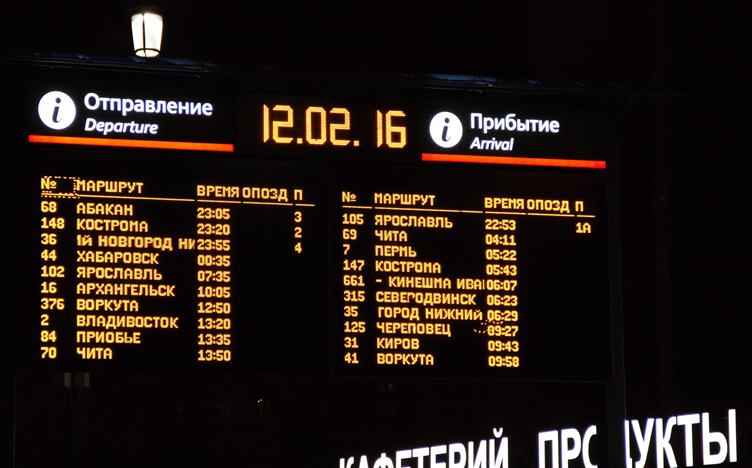 i Отправление
Departure
12.02.16
i Прибытие
Arrival
№ МАРШРУТ ВРЕМЯ ОПОЗД П
68 АБАКАН 23:05 3
148 КОСТРОМА 23:20 2
36 ИЙ НОВГОРОД НИ 23:55 4
44 ХАБАРОВСК 00:35
102 ЯРОСЛАВЛЬ 07:35
16 АРХАНГЕЛЬСК 10:05
376 ВОРКУТА 12:50
2 ВЛАДИВОСТОК 13:20
84 ПРИОБЬЕ 13:35
70 ЧИТА 13:50
№ МАРШРУТ ВРЕМЯ ОПОЗД П
105 ЯРОСЛАВЛЬ 22:53 1А
69 ЧИТА 04:11
7 ПЕРМЬ 05:22
147 КОСТРОМА 05:43
661 - КИНЕШМА ИВА 06:07
315 СЕВЕРОДВИНСК 06:23
35 ГОРОД НИЖНИЙ 06:29
125 ЧЕРЕПОВЕЦ 09:27
31 КИРОВ 09:43
41 ВОРКУТА 09:58
КАФЕТЕРИЙ ПРОДУКТЫ